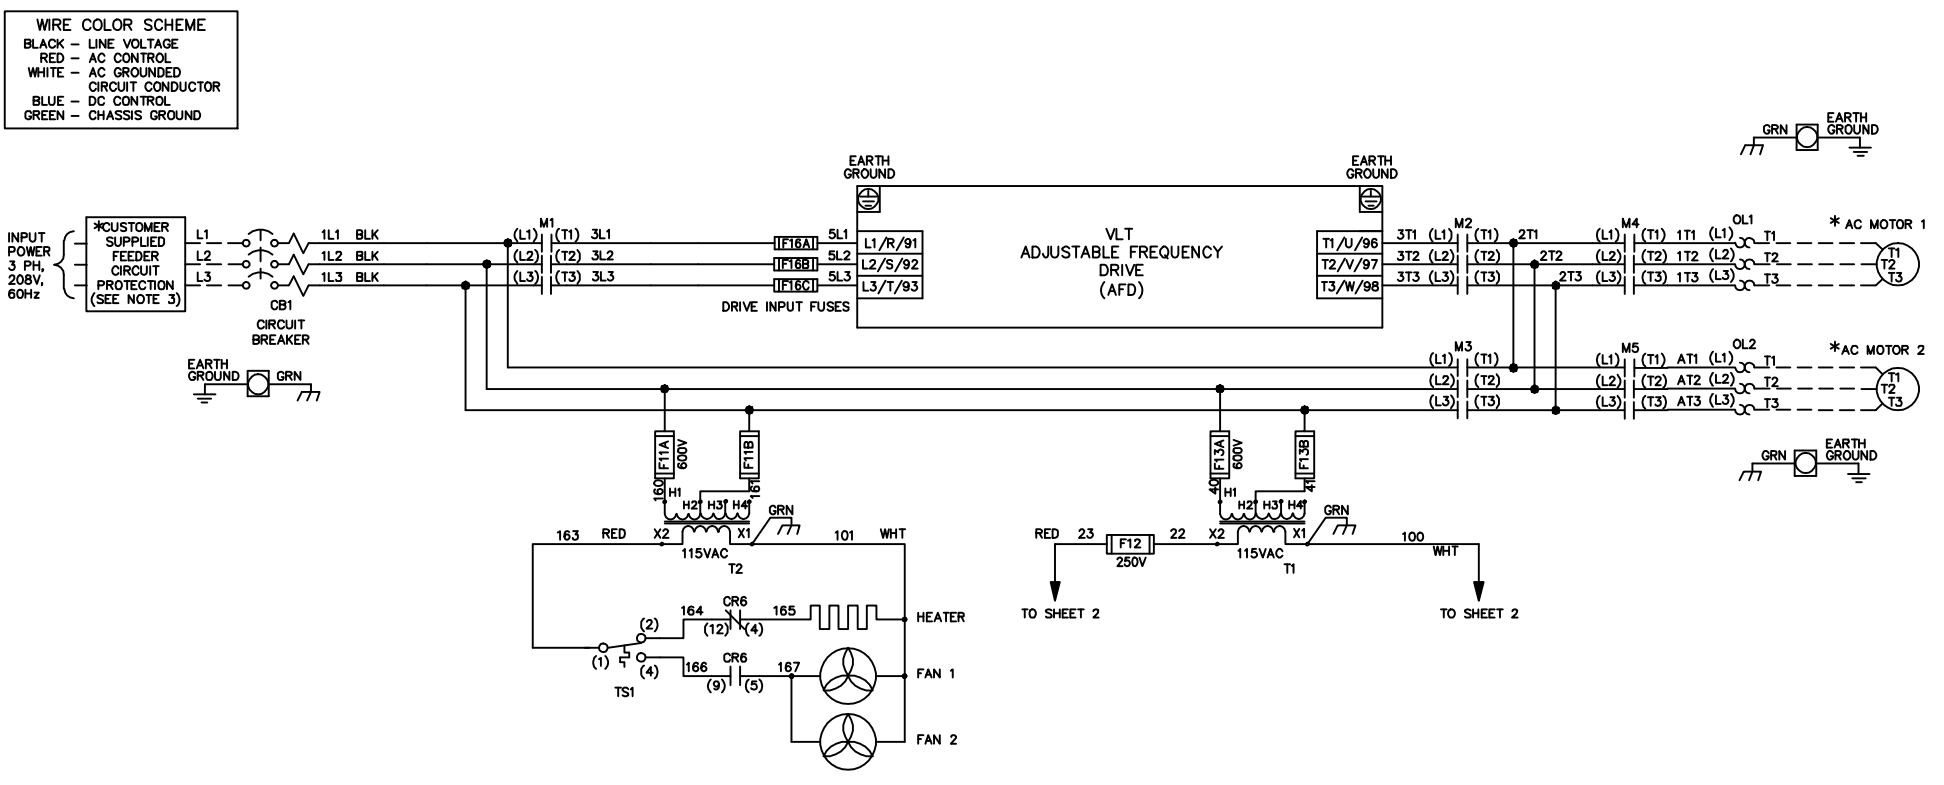 WIRE COLOR SCHEME
BLACK – LINE VOLTAGE
RED – AC CONTROL
WHITE – AC GROUNDED
CIRCUIT CONDUCTOR
BLUE – DC CONTROL
GREEN – CHASSIS GROUND
INPUT
POWER
3 PH,
208V,
60Hz
*CUSTOMER
SUPPLIED
FEEDER
CIRCUIT
PROTECTION
(SEE NOTE 3)
L1
L2
L3
CB1
CIRCUIT
BREAKER
1L1 BLK
1L2 BLK
1L3 BLK
EARTH
GROUND
GRN
M1
(L1) (T1) 3L1
(L2) (T2) 3L2
(L3) (T3) 3L3
F16A
F16B
F16C
DRIVE INPUT FUSES
5L1
5L2
5L3
EARTH
GROUND
L1/R/91
L2/S/92
L3/T/93
VLT
ADJUSTABLE FREQUENCY
DRIVE
(AFD)
EARTH
GROUND
T1/U/96
T2/V/97
T3/W/98
M2
3T1 (L1) (T1) 2T1
3T2 (L2) (T2) 2T2
3T3 (L3) (T3) 2T3
M4
(L1) (T1) 1T1
(L2) (T2) 1T2
(L3) (T3) 1T3
OL1
(L1) T1
(L2) T2
(L3) T3
* AC MOTOR 1
T1
T2
T3
GRN
EARTH
GROUND
M3
(L1) (T1)
(L2) (T2)
(L3) (T3)
M5
(L1) (T1) AT1
(L2) (T2) AT2
(L3) (T3) AT3
OL2
(L1) T1
(L2) T2
(L3) T3
* AC MOTOR 2
T1
T2
T3
GRN
EARTH
GROUND
F11A
600V
F11B
160
161
H1
H2
H3
H4
GRN
163 RED X2
X1
101 WHT
115VAC
T2
F13A
600V
F13B
40
41
H1
H2
H3
H4
GRN
RED 23
F12
250V
22
X2
X1
115VAC
T1
100
WHT
TO SHEET 2
TO SHEET 2
164
CR6
(12) (4)
165
HEATER
(2)
(1)
(4)
TS1
166
CR6
(9) (5)
167
FAN 1
FAN 2